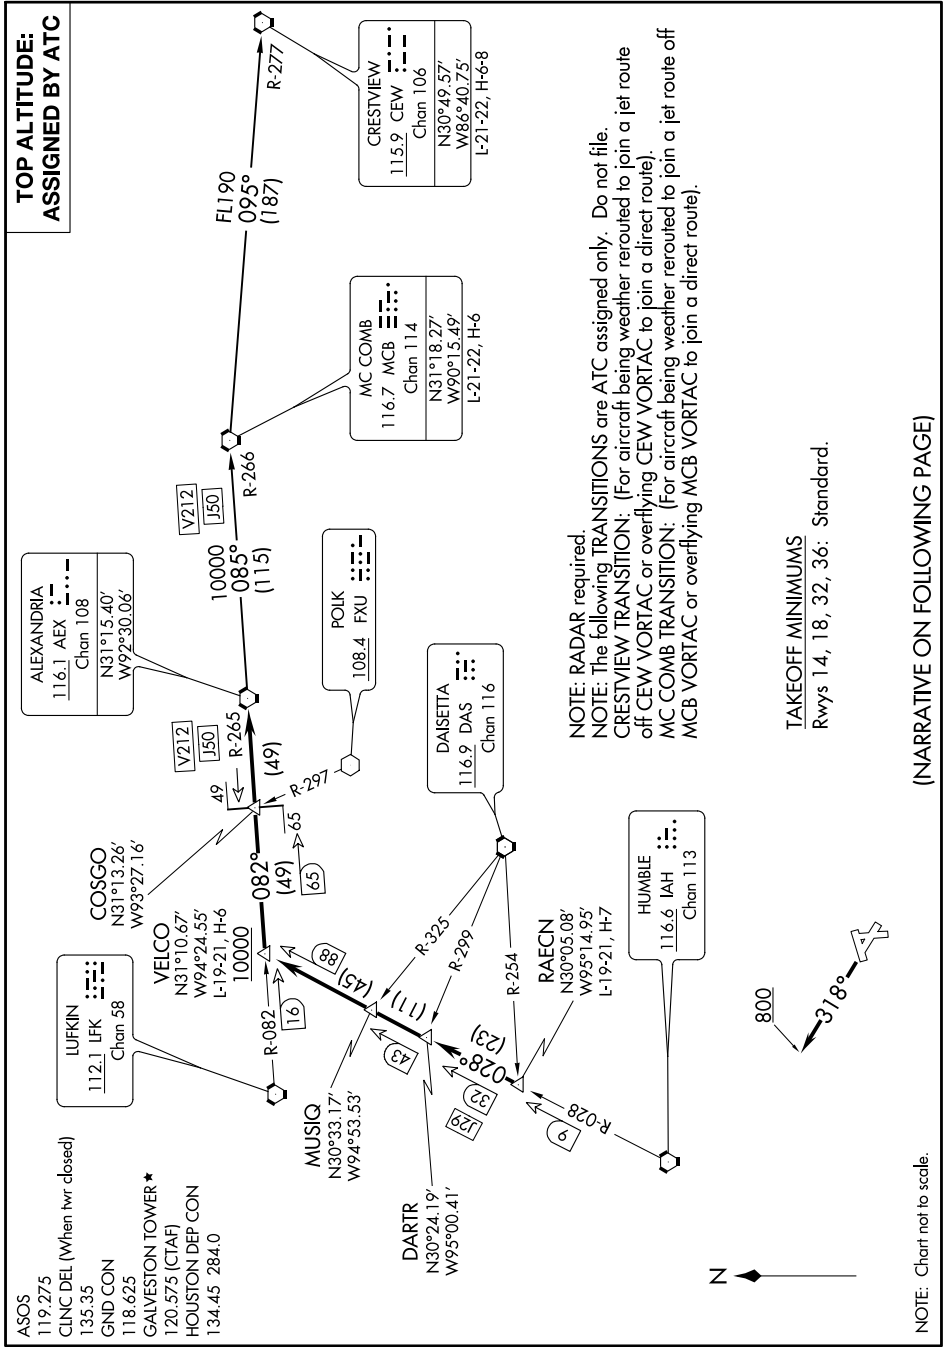 TOP ALTITUDE:
ASSIGNED BY ATC
ASOS
119.275
CLNC DEL (When twr closed)
135.35
GND CON
118.625
GALVESTON TOWER★
120.575 (CTAF)
HOUSTON DEP CON
134.45 284.0
LUFKIN
112.1 LFK
Chan 58
R-082
16
VELCO
N31°10.67′
W94°24.55′
L-19-21, H-6
10000
COSGO
N31°13.26′
W93°27.16′
082°
(49)
65
65
49
R-265
(49)
V212
J50
ALEXANDRIA
116.1 AEX
Chan 108
N31°15.40′
W92°30.06′
10000
085°
(115)
V212
J50
R-266
MC COMB
116.7 MCB
Chan 114
N31°18.27′
W90°15.49′
L-21-22, H-6
FL190
095°
(187)
R-277
CRESTVIEW
115.9 CEW
Chan 106
N30°49.57′
W86°40.75′
L-21-22, H-6-8
POLK
108.4 FXU
R-297
DAISETTA
116.9 DAS
Chan 116
R-325
R-299
R-254
88
(45)
MUSIQ
N30°33.17′
W94°53.53′
43
(11)
DARTR
N30°24.19′
W95°00.41′
(23)
028°
32
J29
RAECN
N30°05.08′
W95°14.95′
L-19-21, H-7
9
R-028
HUMBLE
116.6 IAH
Chan 113
800
318°
N
NOTE: RADAR required.
NOTE: The following TRANSITIONS are ATC assigned only. Do not file.
CRESTVIEW TRANSITION: (For aircraft being weather rerouted to join a jet route
off CEW VORTAC or overflying CEW VORTAC to join a direct route).
MC COMB TRANSITION: (For aircraft being weather rerouted to join a jet route off
MCB VORTAC or overflying MCB VORTAC to join a direct route).
TAKEOFF MINIMUMS
Rwys 14, 18, 32, 36: Standard.
(NARRATIVE ON FOLLOWING PAGE)
NOTE: Chart not to scale.